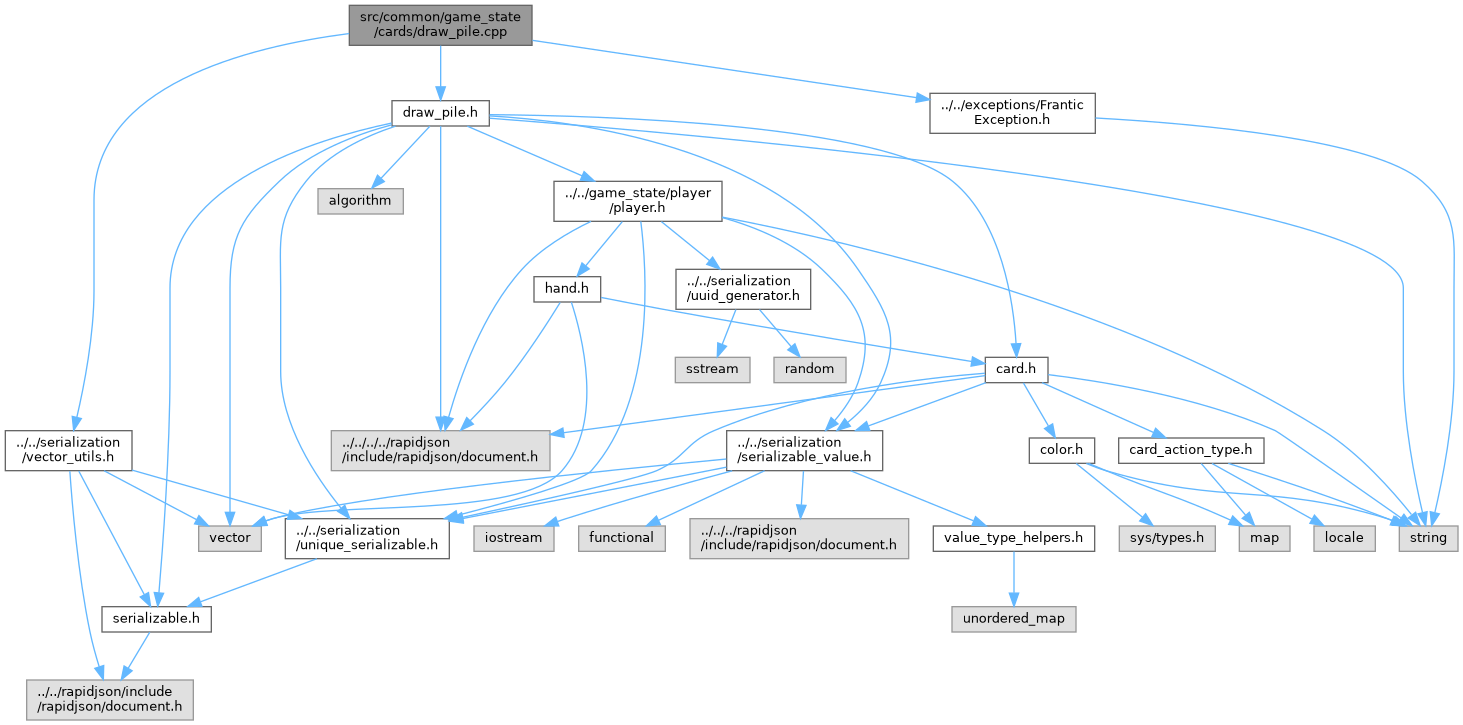 src/common/game_state
/cards/draw_pile.cpp
draw_pile.h
../../exceptions/Frantic
Exception.h
algorithm
../../game_state/player
/player.h
hand.h
../../serialization
/uuid_generator.h
sstream
random
card.h
../../serialization
/vector_utils.h
../../../../rapidjson
/include/rapidjson/document.h
../../serialization
/serializable_value.h
color.h
card_action_type.h
vector
../../serialization
/unique_serializable.h
iostream
functional
../../../rapidjson
/include/rapidjson/document.h
value_type_helpers.h
sys/types.h
map
locale
string
serializable.h
unordered_map
../../rapidjson/include
/rapidjson/document.h